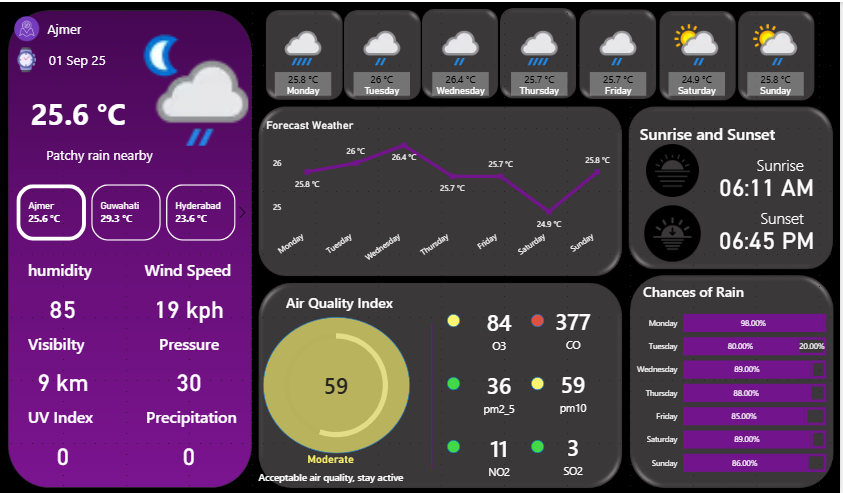 Ajmer
01 Sep 25
25.6 °C
Patchy rain nearby
Ajmer
25.6 °C
Guwahati
29.3 °C
Hyderabad
23.6 °C
humidity
Wind Speed
85
19 kph
Visibilty
Pressure
9 km
30
UV Index
Precipitation
0
0
25.8 °C
Monday
26 °C
Tuesday
26.4 °C
Wednesday
25.7 °C
Thursday
25.7 °C
Friday
24.9 °C
Saturday
25.8 °C
Sunday
Forecast Weather
26
25
25.8 °C
26 °C
26.4 °C
25.7 °C
25.7 °C
24.9 °C
25.8 °C
Monday
Tuesday
Wednesday
Thursday
Friday
Saturday
Sunday
Sunrise and Sunset
Sunrise
06:11 AM
Sunset
06:45 PM
Air Quality Index
59
Moderate
Acceptable air quality, stay active
84
O3
377
CO
36
pm2_5
59
pm10
11
NO2
3
SO2
Chances of Rain
Monday 98.00%
Tuesday 80.00% 20.00%
Wednesday 89.00%
Thursday 88.00%
Friday 85.00%
Saturday 89.00%
Sunday 86.00%